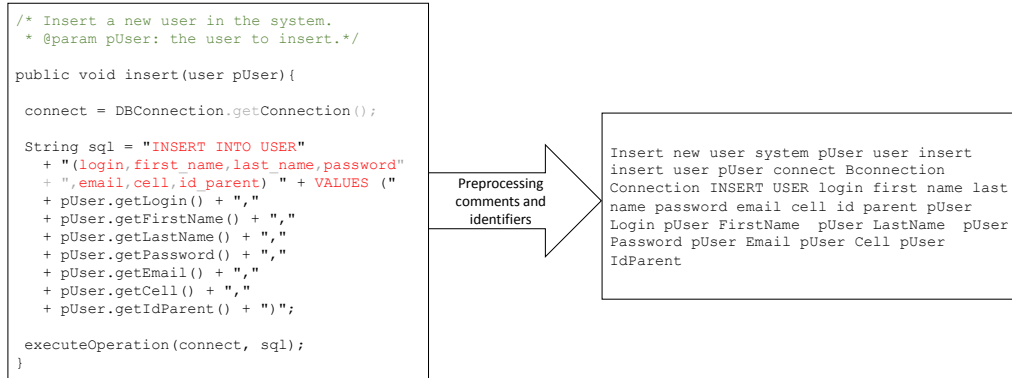 /* Insert a new user in the system.
* @param pUser: the user to insert.*/
public void insert(user pUser){
connect = DBConnection.getConnection();
String sql = "INSERT INTO USER"
+ "(login,first_name,last_name,password"
+ ",email,cell,id_parent) " + VALUES ("
+ pUser.getLogin() + ","
+ pUser.getFirstName() + ","
+ pUser.getLastName() + ","
+ pUser.getPassword() + ","
+ pUser.getEmail() + ","
+ pUser.getCell() + ","
+ pUser.getIdParent() + ")";
executeOperation(connect, sql);
}
Preprocessing
comments and
identifiers
Insert new user system pUser user insert
insert user pUser connect Bconnection
Connection INSERT USER login first name last
name password email cell id parent pUser
Login pUser FirstName pUser LastName pUser
Password pUser Email pUser Cell pUser
IdParent